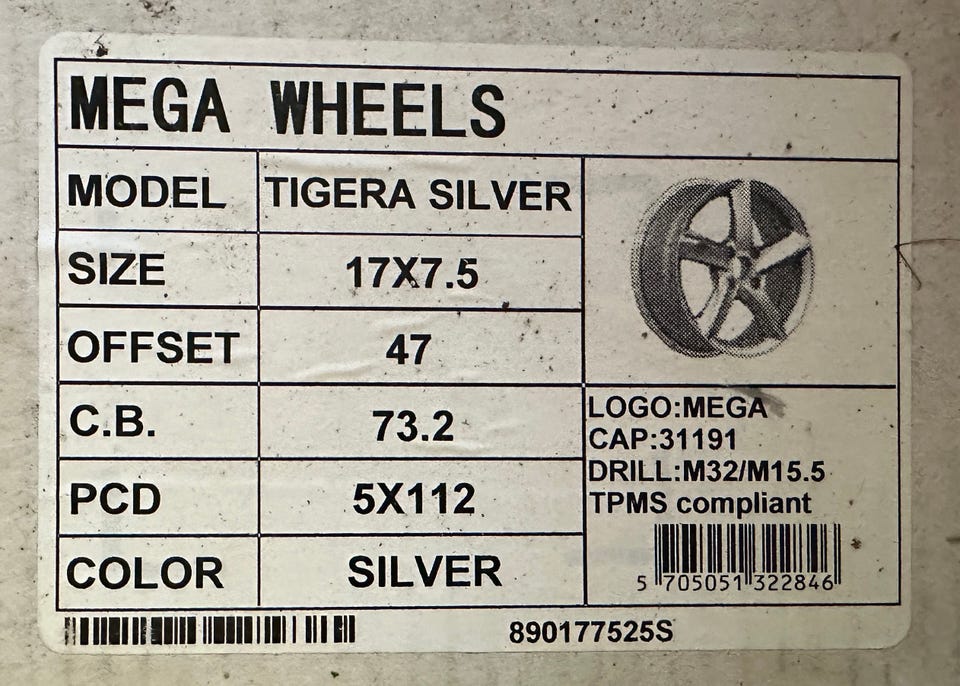 MEGA WHEELS
MODEL TIGERA SILVER
SIZE 17X7.5
OFFSET 47
C.B. 73.2
PCD 5X112
COLOR SILVER
LOGO:MEGA
CAP:31191
DRILL:M32/M15.5
TPMS compliant
5 705051 322846
890177525S